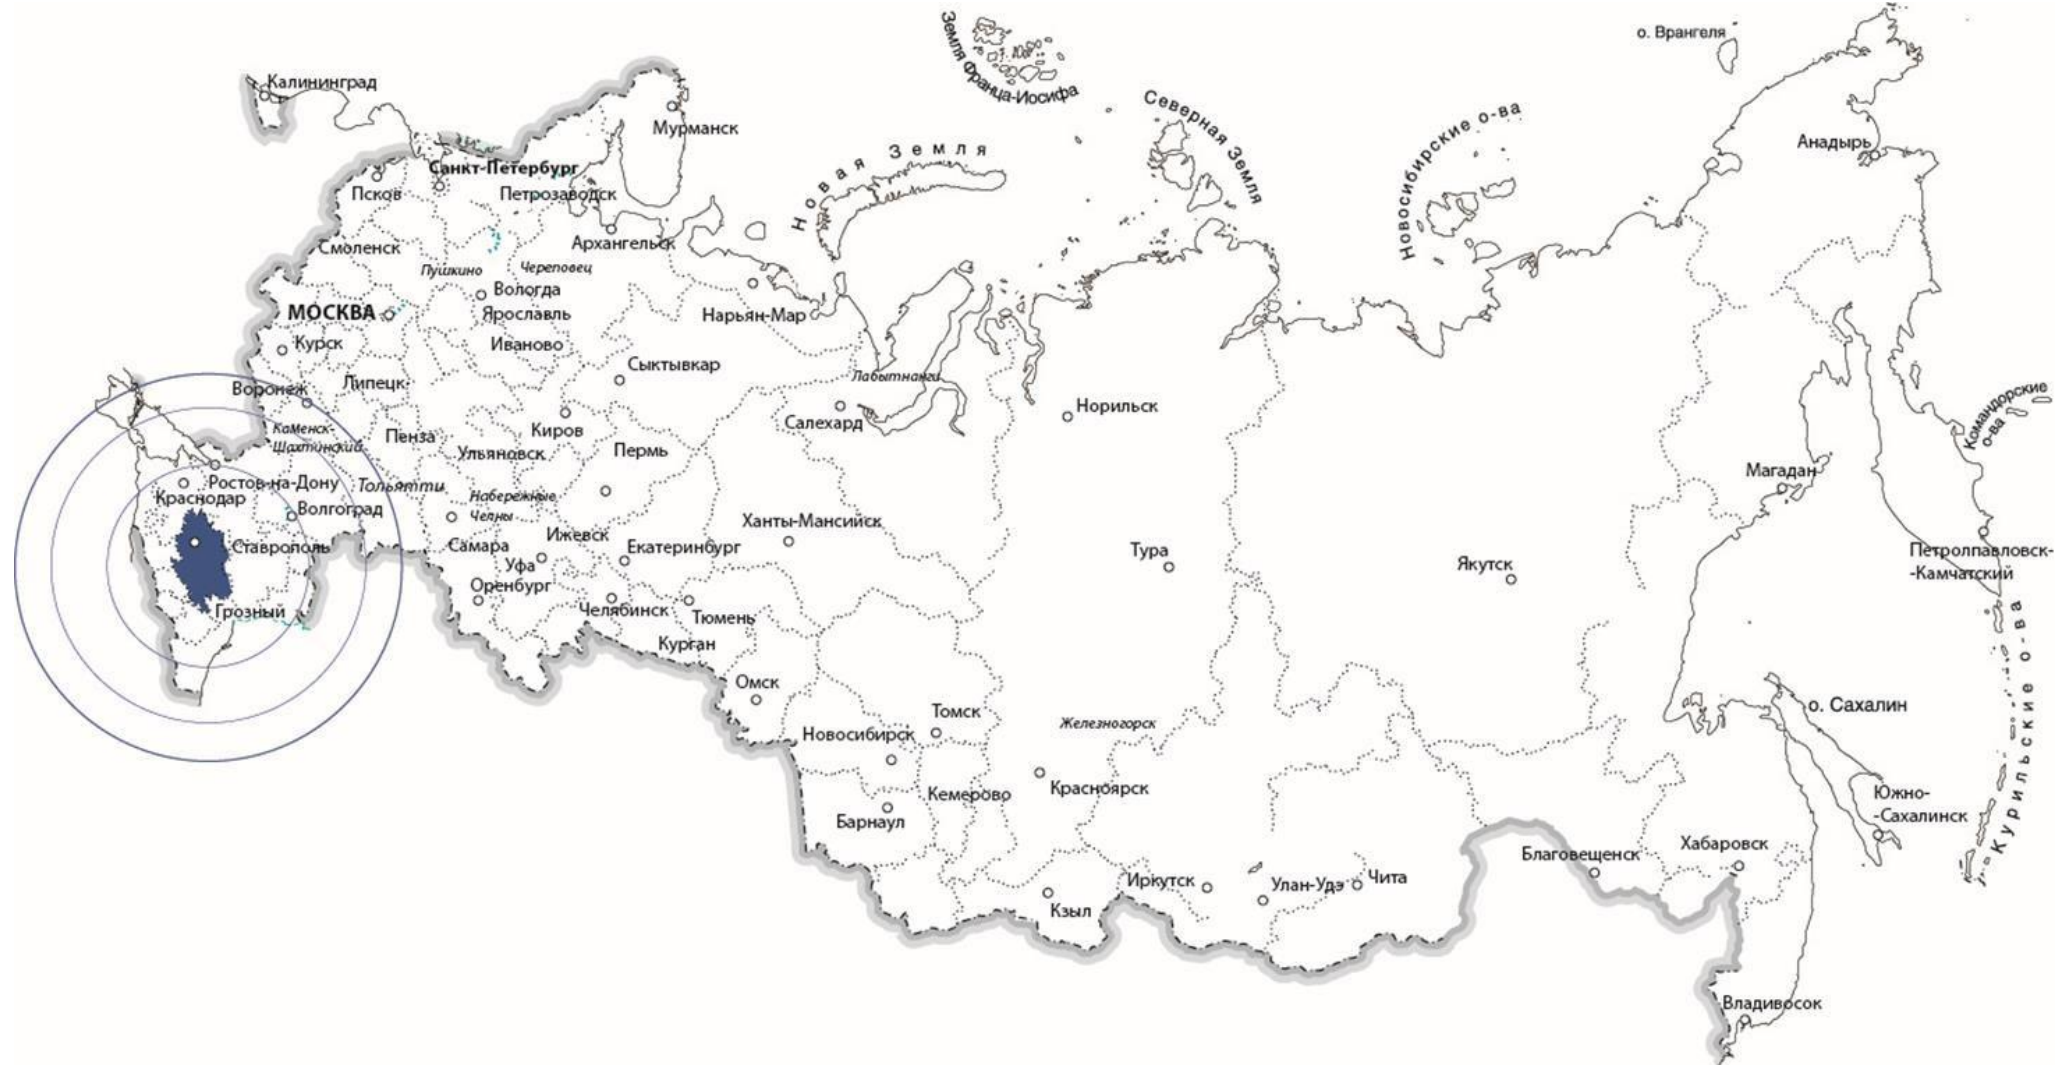 о. Врангеля
Земля Франца-Иосифа
Северная Земля
Новосибирские о-ва
Новая Земля
Калининград
Мурманск
Анадырь
Санкт-Петербург
Псков
Петрозаводск
Архангельск
Смоленск
Пушкино
Череповец
Вологда
МОСКВА
Ярославль
Нарьян-Мар
Курск
Иваново
Сыктывкар
Лабытнанги
Воронеж
Липецк-
Норильск
Командорские
о-ва
Салехард
Каменск-
Шахтинский
Пенза
Киров
Ульяновск
Пермь
Магадан
Ростов-на-Дону
Тольятти
Краснодар
Набережные
Челны
Волгоград
Ханты-Мансийск
Ставрополь
Самара
Ижевск
Екатеринбург
Тура
Якутск
Петролпавловск-
-Камчатский
Уфа
Оренбург
Грозный
Челябинск
Тюмень
Курган
Курильские о-ва
Омск
Томск
Железногорск
о. Сахалин
Новосибирск
Кемерово
Красноярск
Южно-
-Сахалинск
Барнаул
Хабаровск
Благовещенск
Иркутск
Улан-Удэ
Чита
Кзыл
Владивосок